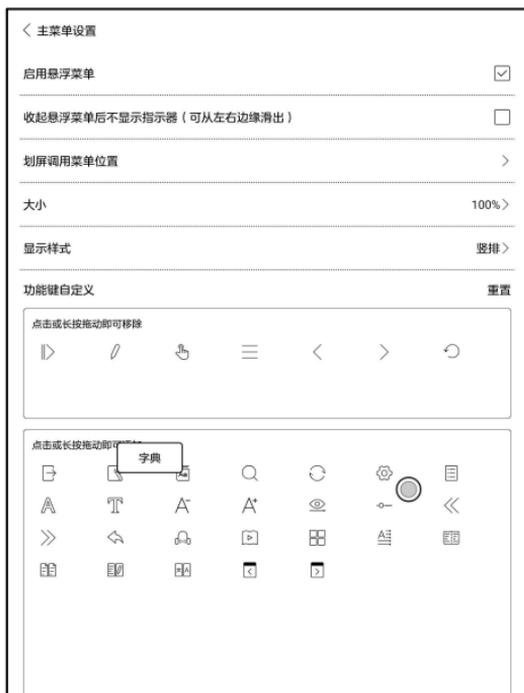 主菜单设置
启用悬浮菜单
收起悬浮菜单后不显示指示器（可从左右边缘滑出）
划屏调用菜单位置
大小 100%
显示样式 竖排
功能键自定义 重置
点击或长按拖动即可移除
点击或长按拖动即可添加
字典